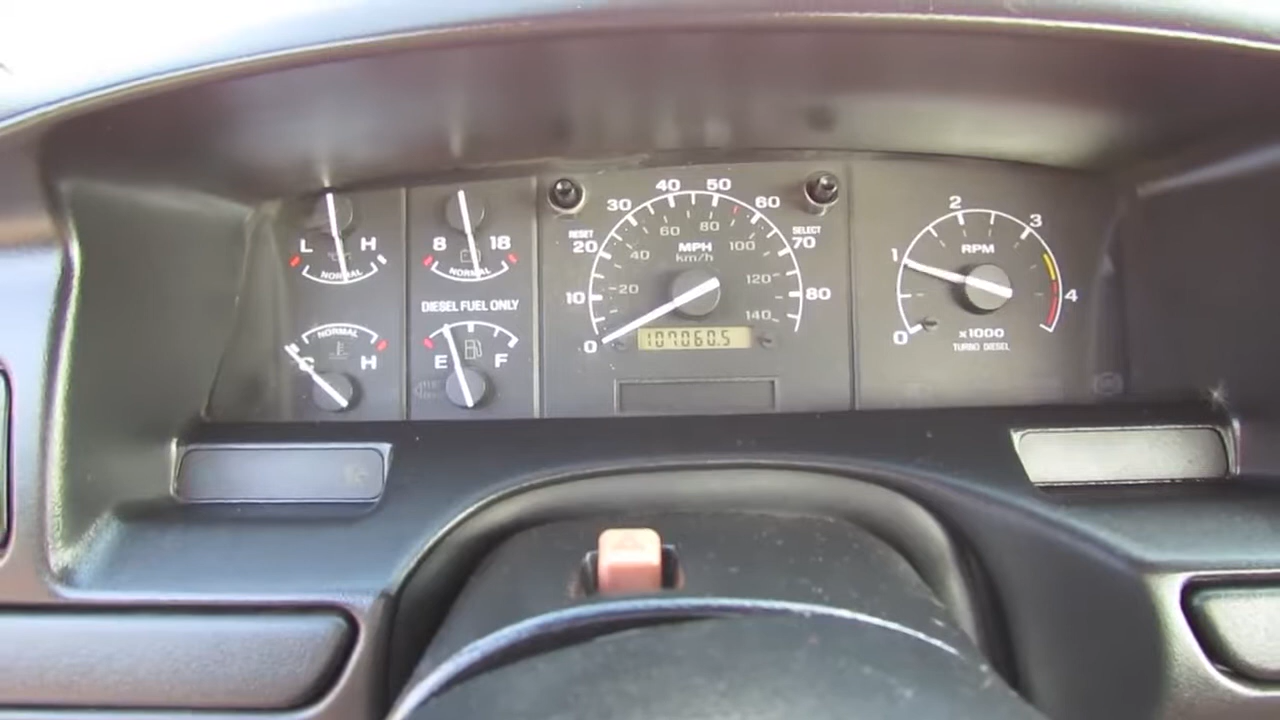 L H
NORMAL
8 18
NORMAL
DIESEL FUEL ONLY
NORMAL
C H
E F
RESET
SELECT
0 10 20 30 40 50 60 70 80
20 40 60 80 100 120 140
MPH
km/h
107060.5
0 1 2 3 4
RPM
x1000
TURBO DIESEL